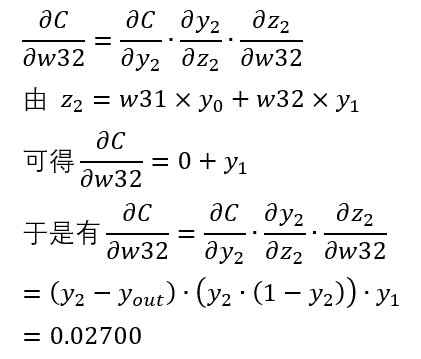 ∂C/∂w32 = ∂C/∂y₂ · ∂y₂/∂z₂ · ∂z₂/∂w32
由 z₂ = w31 × y₀ + w32 × y₁
可得 ∂C/∂w32 = 0 + y₁
于是有 ∂C/∂w32 = ∂C/∂y₂ · ∂y₂/∂z₂ · ∂z₂/∂w32
= (y₂ − yₒᵤₜ) · (y₂ · (1 − y₂)) · y₁
= 0.02700